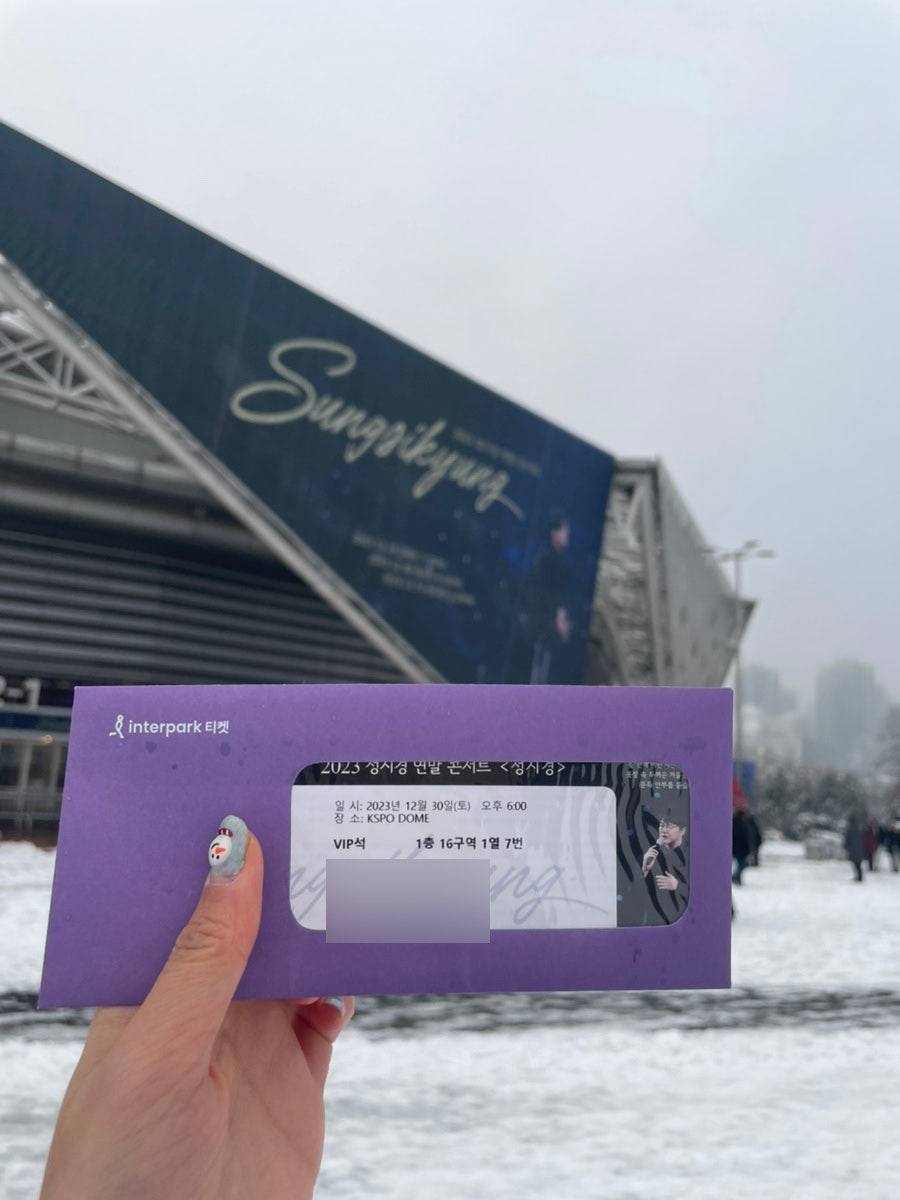 Sungsikyung
2-1
interpark 티켓
2023 성시경 연말 콘서트 <성시경>
일 시: 2023년 12월 30일(토) 오후 6:00
장 소: KSPO DOME
VIP석 1층 16구역 1열 7번